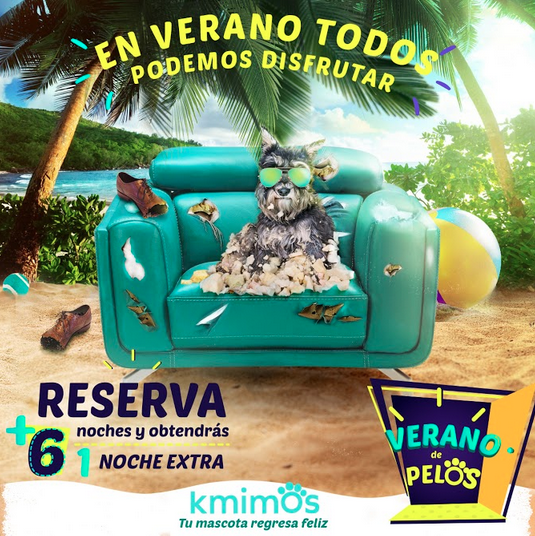 EN VERANO TODOS
PODEMOS DISFRUTAR
RESERVA
+6 noches y obtendrás
1 NOCHE EXTRA
VERANO
de
PELOS
kmimos
Tu mascota regresa feliz